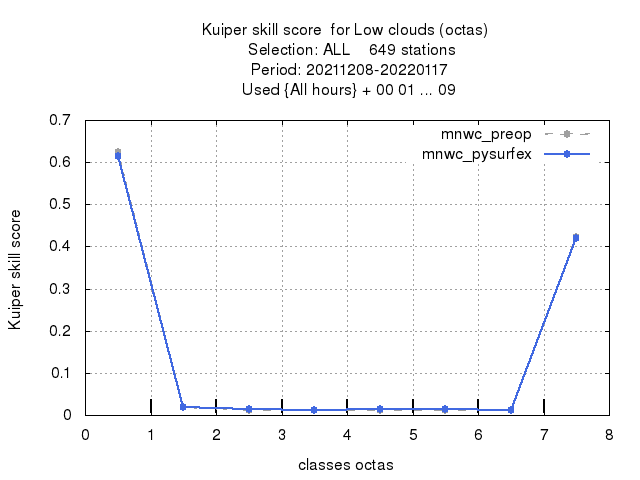 Kuiper skill score  for Low clouds (octas)
Selection: ALL    649 stations
Period: 20211208-20220117
Used {All hours} + 00 01 ... 09
mnwc_preop
mnwc_pysurfex
Kuiper skill score
0.7
0.6
0.5
0.4
0.3
0.2
0.1
0
0 1 2 3 4 5 6 7 8
classes octas